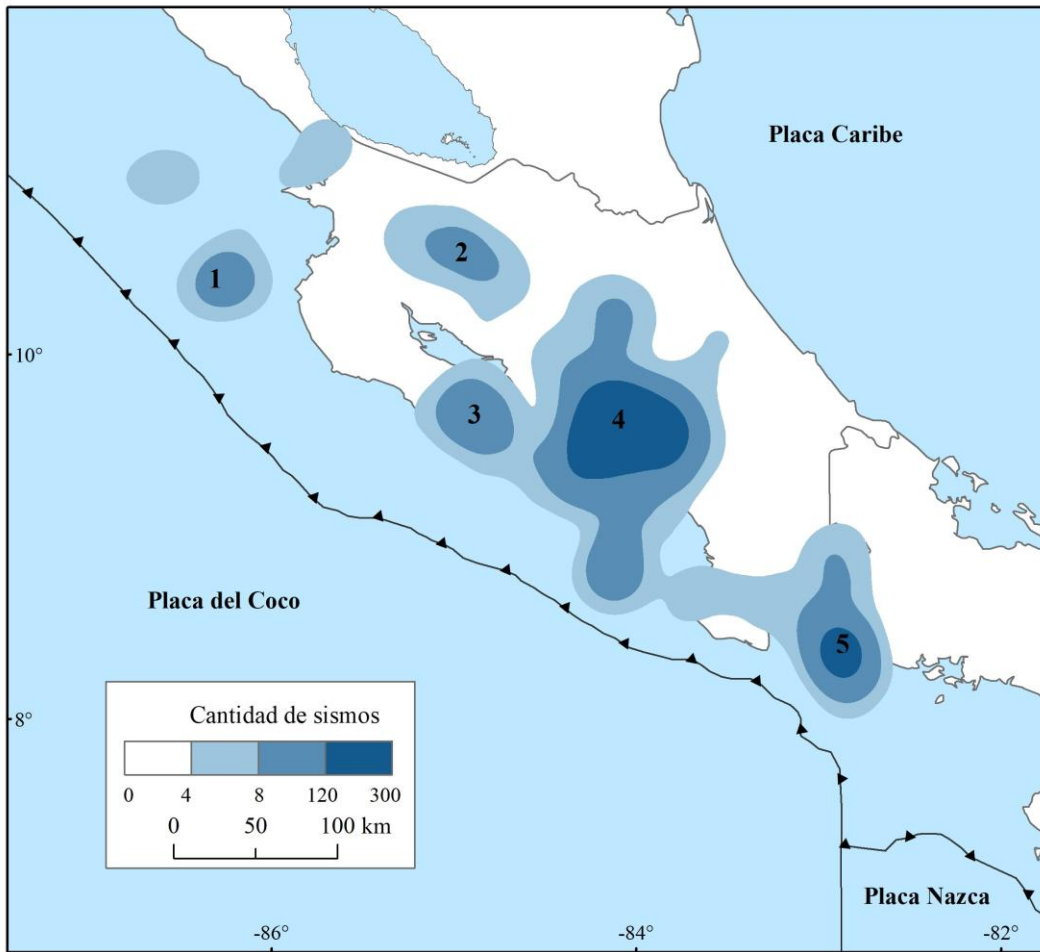 Placa Caribe
2
1
10°
3
4
Placa del Coco
5
Cantidad de sismos
8°
0 4 8 120 300
0 50 100 km
Placa Nazca
-86° -84° -82°